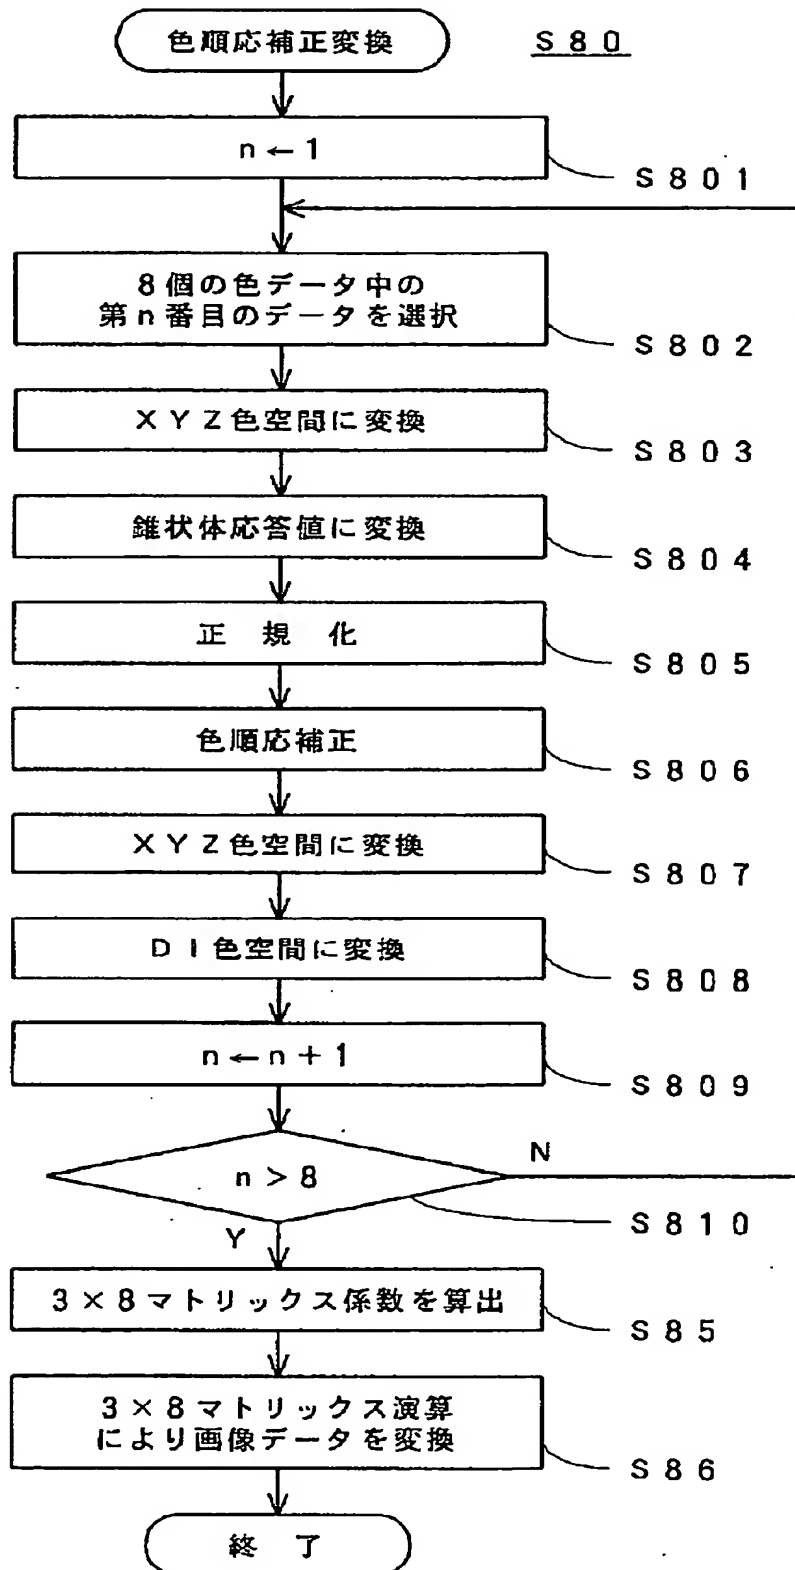 色順応補正変換
S80
n←1
S801
8個の色データ中の
第n番目のデータを選択
S802
XYZ色空間に変換
S803
錐状体応答値に変換
S804
正規化
S805
色順応補正
S806
XYZ色空間に変換
S807
DI色空間に変換
S808
n←n+1
S809
n>8
N
S810
Y
3×8マトリックス係数を算出
S85
3×8マトリックス演算
により画像データを変換
S86
終了